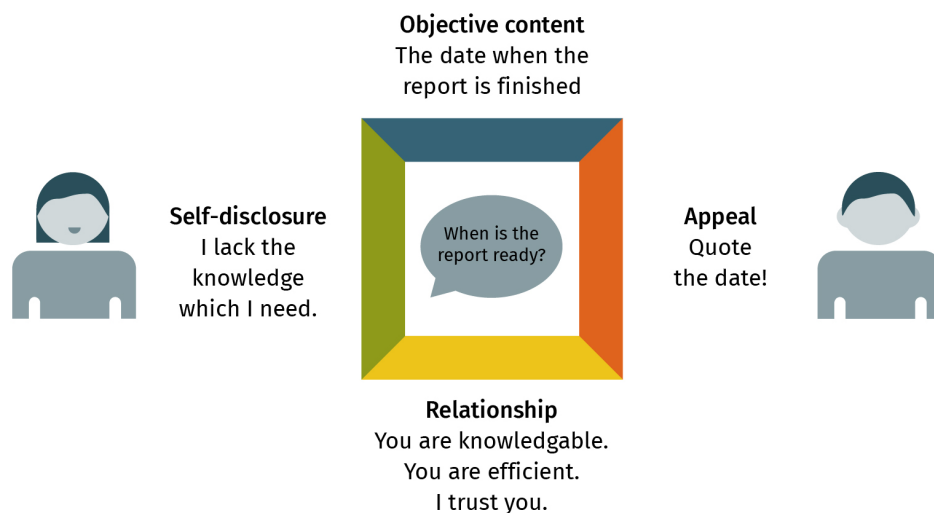 Objective content
The date when the
report is finished
Self-disclosure
I lack the
knowledge
which I need.
When is the
report ready?
Appeal
Quote
the date!
Relationship
You are knowledgable.
You are efficient.
I trust you.